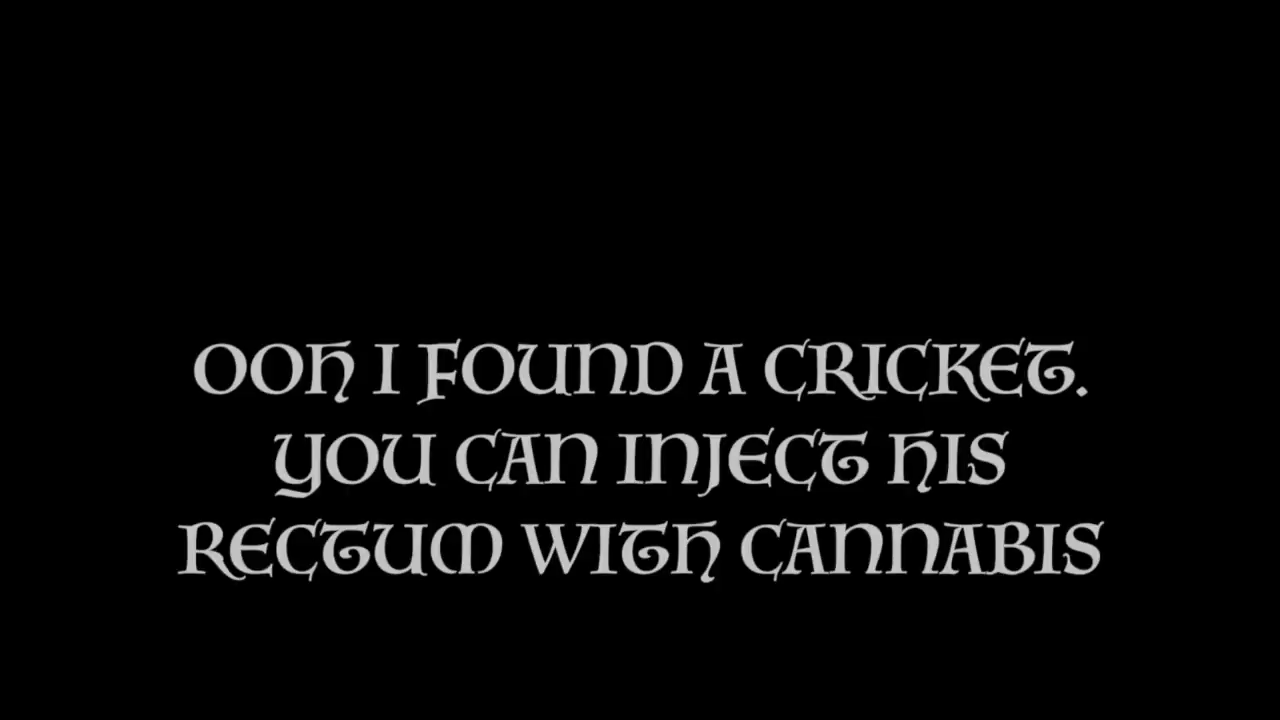 OOH I FOUND A CRICKET.
YOU CAN INJECT HIS
RECTUM WITH CANNABIS